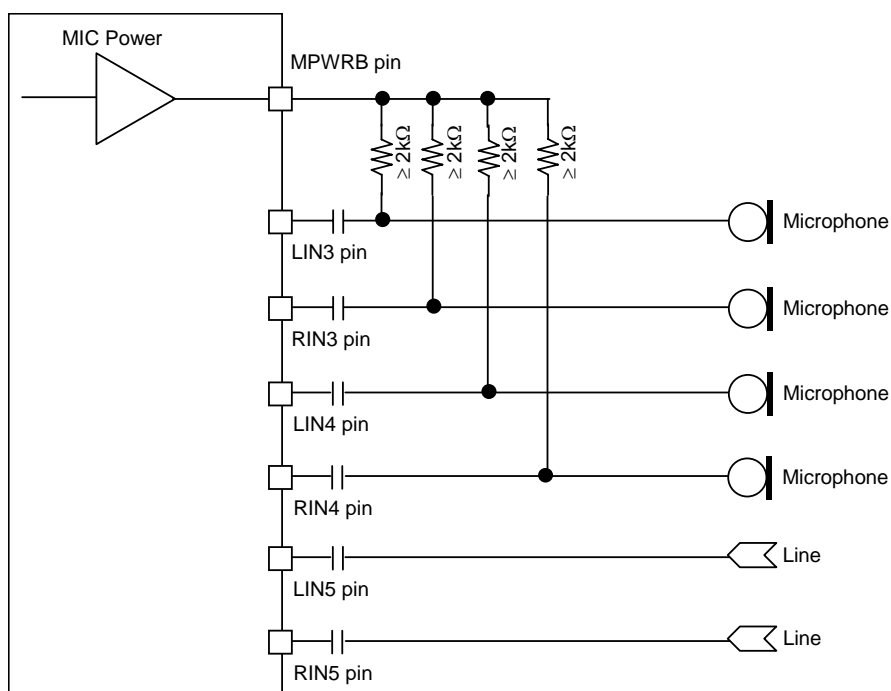 MIC Power
MPWRB pin
≥ 2kΩ
≥ 2kΩ
≥ 2kΩ
≥ 2kΩ
LIN3 pin
Microphone
RIN3 pin
Microphone
LIN4 pin
Microphone
RIN4 pin
Microphone
LIN5 pin
Line
RIN5 pin
Line